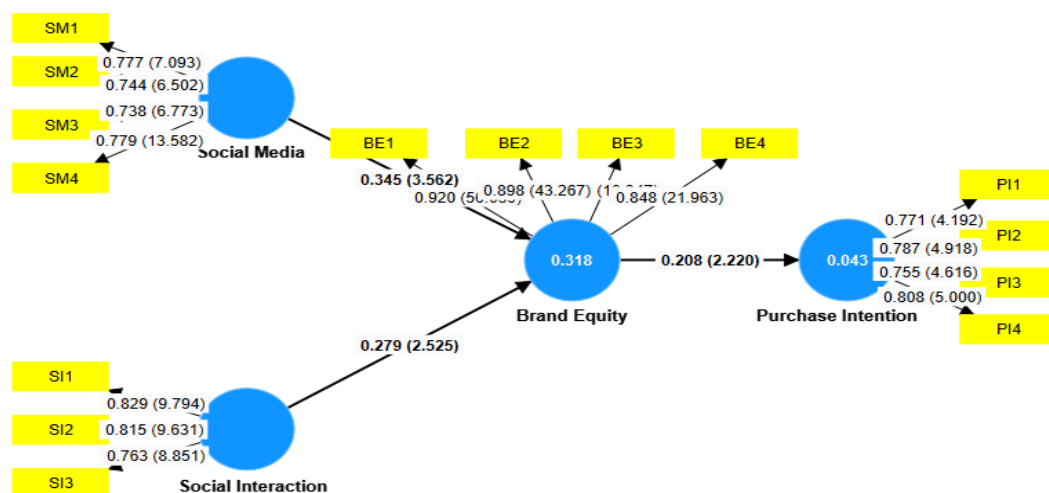 SM1
SM2
SM3
SM4
0.777 (7.093)
0.744 (6.502)
0.738 (6.773)
0.779 (13.582)
Social Media
BE1
BE2
BE3
BE4
0.345 (3.562)
0.920
0.898 (43.267)
0.848 (21.963)
0.318
Brand Equity
0.208 (2.220)
0.043
Purchase Intention
PI1
PI2
PI3
PI4
0.771 (4.192)
0.787 (4.918)
0.755 (4.616)
0.808 (5.000)
0.279 (2.525)
SI1
SI2
SI3
0.829 (9.794)
0.815 (9.631)
0.763 (8.851)
Social Interaction